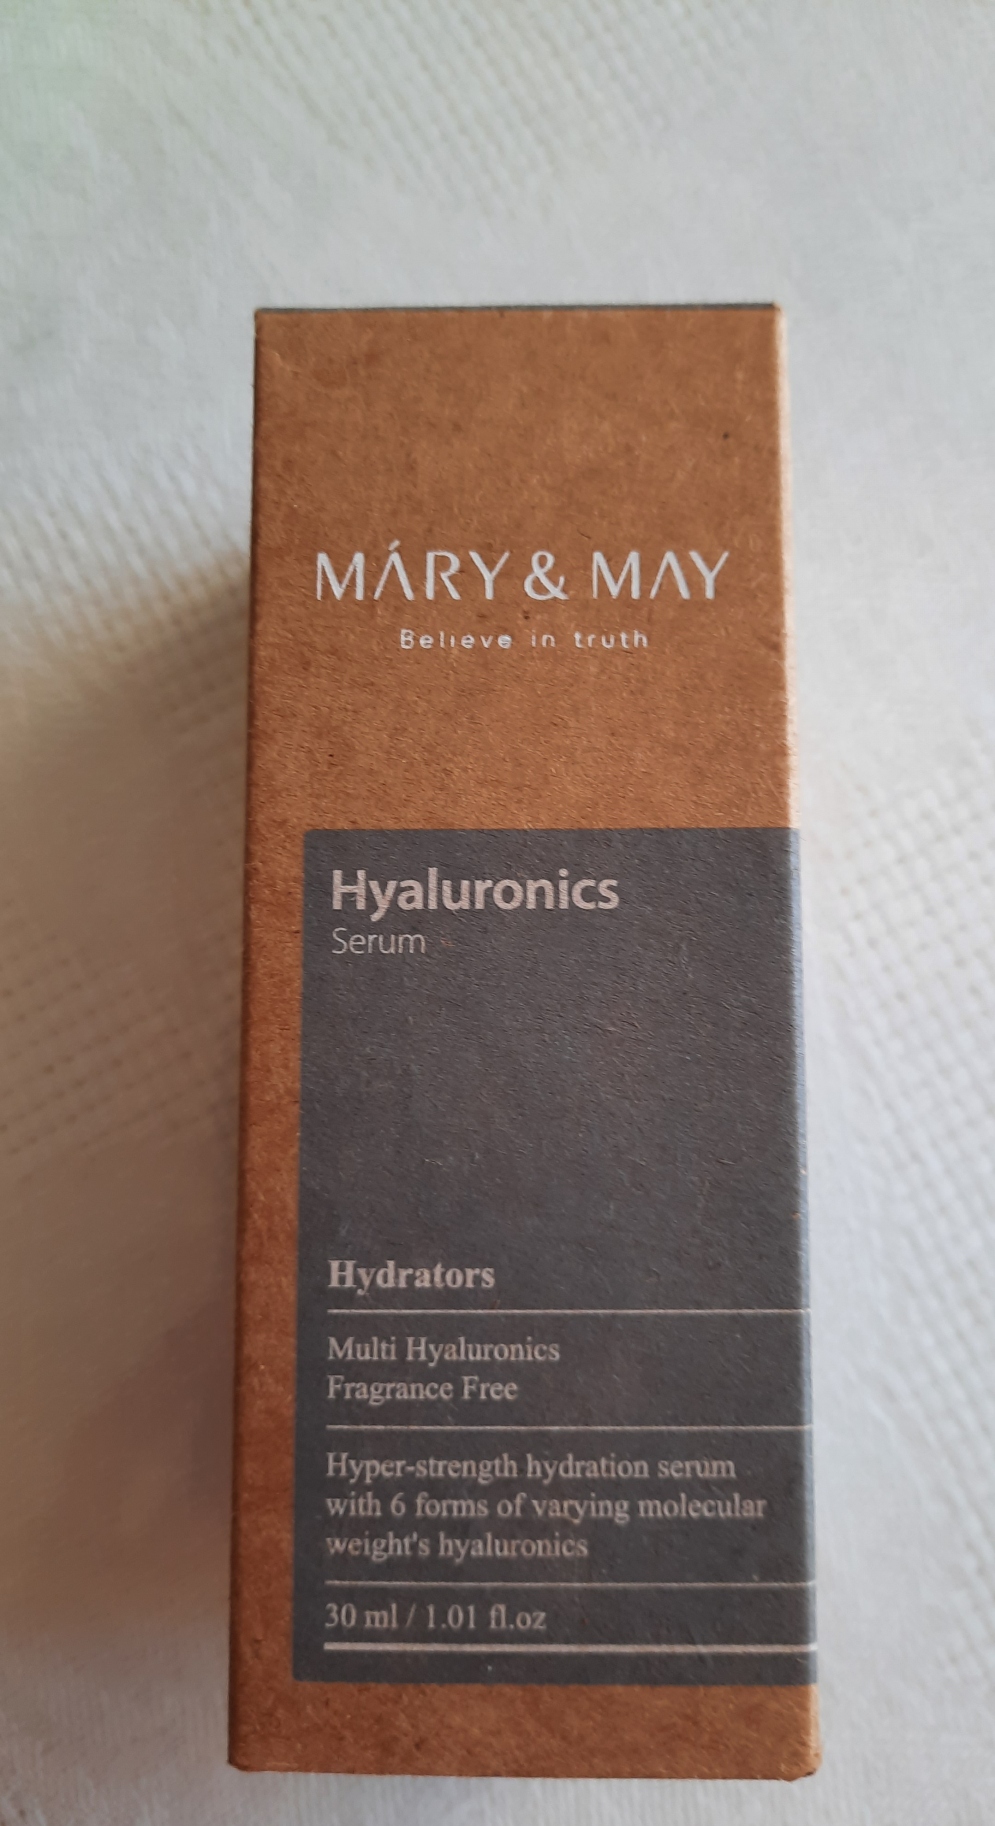 MÁRY & MAY
Believe in truth
Hyaluronics
Serum
Hydrators
Multi Hyaluronics
Fragrance Free
Hyper-strength hydration serum
with 6 forms of varying molecular
weight's hyaluronics
30 ml / 1.01 fl.oz